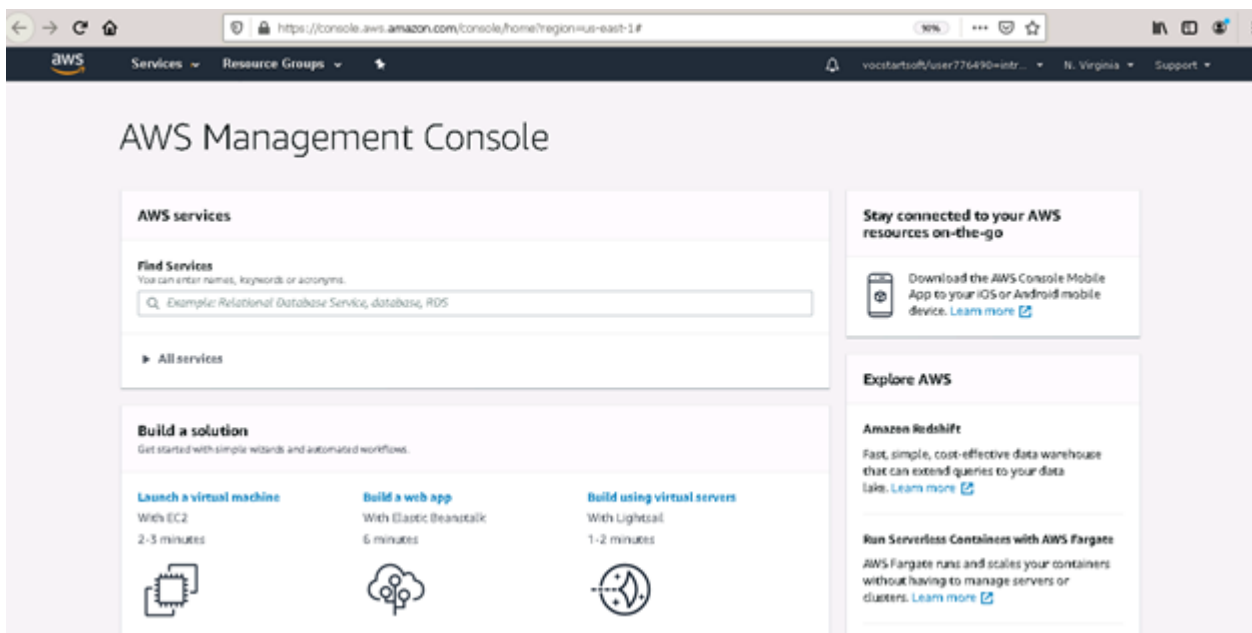 https://console.aws.amazon.com/console/home?region=us-east-1#
90%
aws
Services
Resource Groups
vocstartsoft/user776490=intr...
N. Virginia
Support
AWS Management Console
AWS services
Find Services
You can enter names, keywords or acronyms.
Example: Relational Database Service, database, RDS
All services
Build a solution
Get started with simple wizards and automated workflows.
Launch a virtual machine
With EC2
2-3 minutes
Build a web app
With Elastic Beanstalk
6 minutes
Build using virtual servers
With Lightsail
1-2 minutes
Stay connected to your AWS
resources on-the-go
Download the AWS Console Mobile
App to your iOS or Android mobile
device. Learn more
Explore AWS
Amazon Redshift
Fast, simple, cost-effective data warehouse
that can extend queries to your data
lake. Learn more
Run Serverless Containers with AWS Fargate
AWS Fargate runs and scales your containers
without having to manage servers or
clusters. Learn more